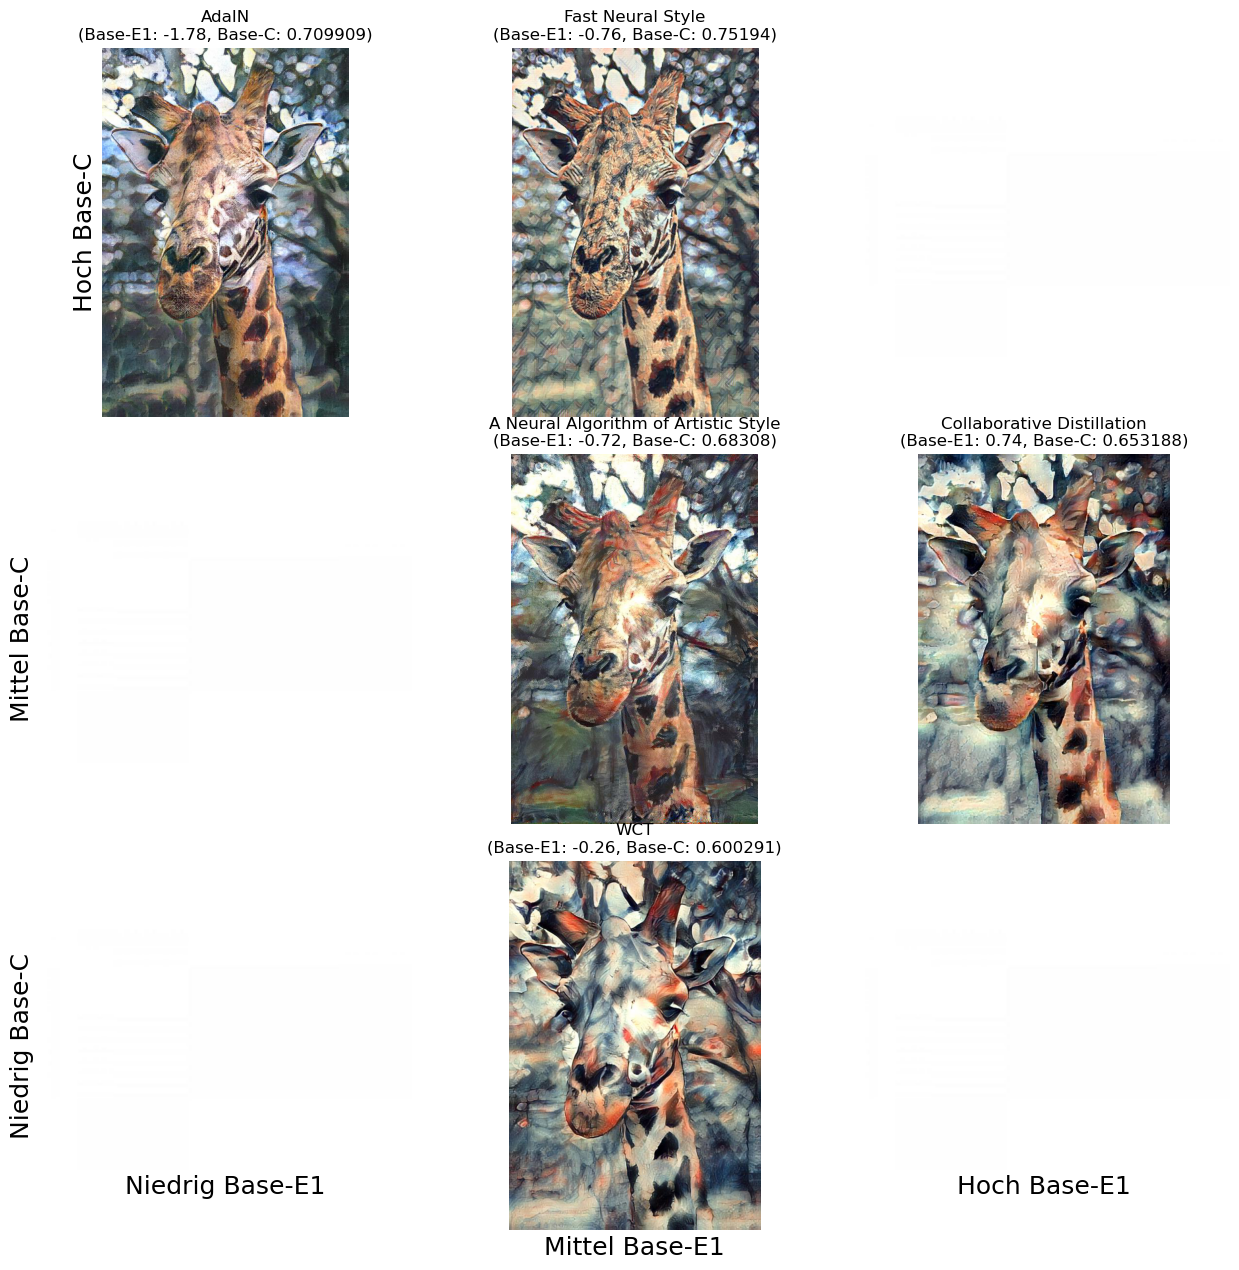 AdaIN
(Base-E1: -1.78, Base-C: 0.709909)
Fast Neural Style
(Base-E1: -0.76, Base-C: 0.75194)
Hoch Base-C
A Neural Algorithm of Artistic Style
(Base-E1: -0.72, Base-C: 0.68308)
Collaborative Distillation
(Base-E1: 0.74, Base-C: 0.653188)
Mittel Base-C
WCT
(Base-E1: -0.26, Base-C: 0.600291)
Niedrig Base-C
Niedrig Base-E1
Mittel Base-E1
Hoch Base-E1